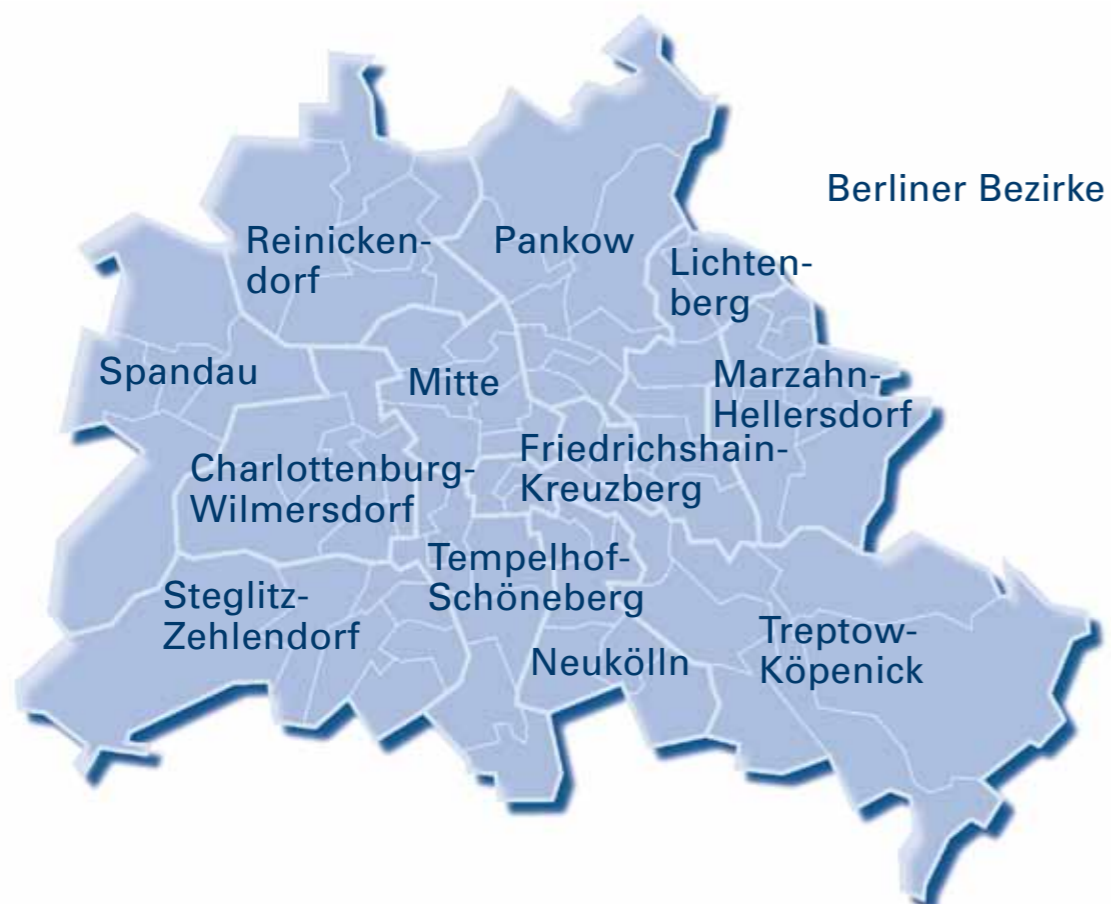 Berliner Bezirke
Reinicken-
dorf
Pankow
Lichten-
berg
Spandau
Mitte
Marzahn-
Hellersdorf
Charlottenburg-
Wilmersdorf
Friedrichshain-
Kreuzberg
Tempelhof-
Schöneberg
Steglitz-
Zehlendorf
Neukölln
Treptow-
Köpenick